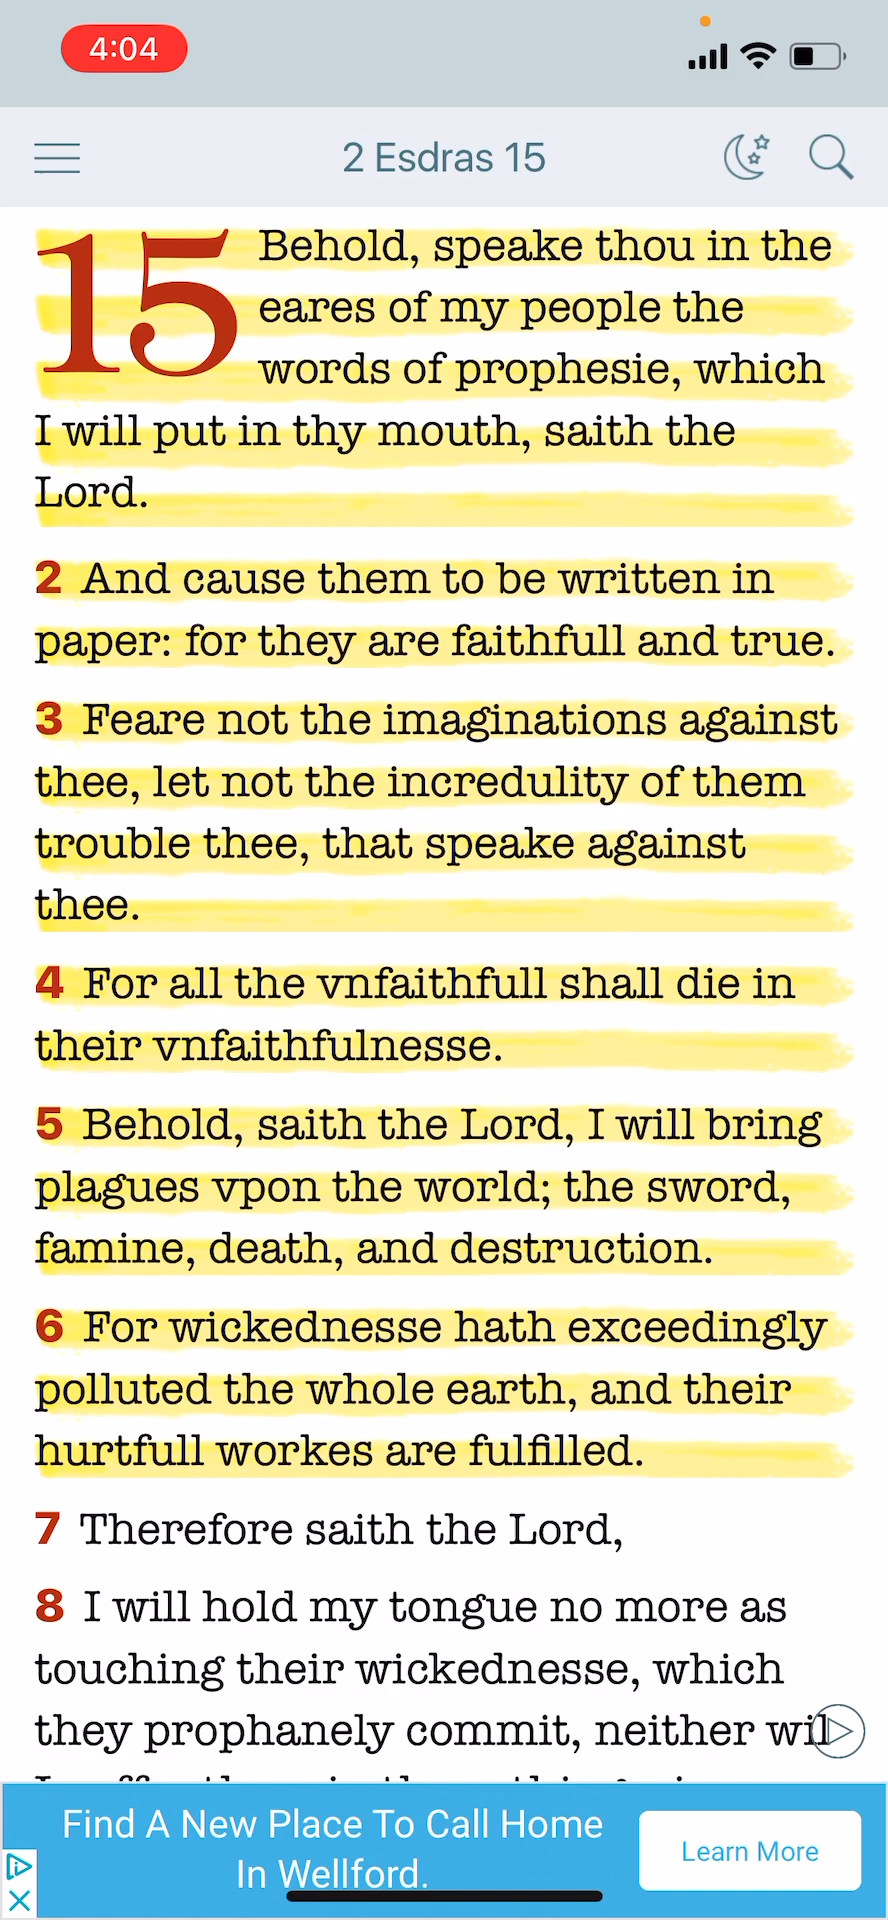 4:04
2 Esdras 15
15 Behold, speake thou in the
eares of my people the
words of prophesie, which
I will put in thy mouth, saith the
Lord.
2 And cause them to be written in
paper: for they are faithfull and true.
3 Feare not the imaginations against
thee, let not the incredulity of them
trouble thee, that speake against
thee.
4 For all the vnfaithfull shall die in
their vnfaithfulnesse.
5 Behold, saith the Lord, I will bring
plagues vpon the world; the sword,
famine, death, and destruction.
6 For wickednesse hath exceedingly
polluted the whole earth, and their
hurtfull workes are fulfilled.
7 Therefore saith the Lord,
8 I will hold my tongue no more as
touching their wickednesse, which
they prophanely commit, neither wil
Find A New Place To Call Home
In Wellford.
Learn More